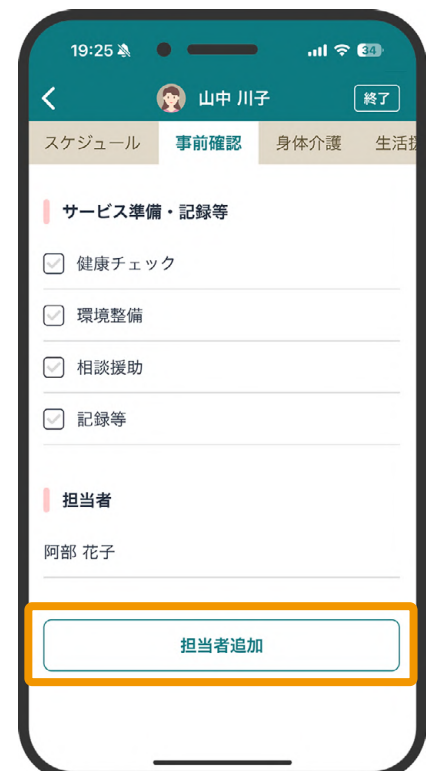 19:25
34
山中 川子
終了
スケジュール 事前確認 身体介護 生活援
サービス準備・記録等
健康チェック
環境整備
相談援助
記録等
担当者
阿部 花子
担当者追加